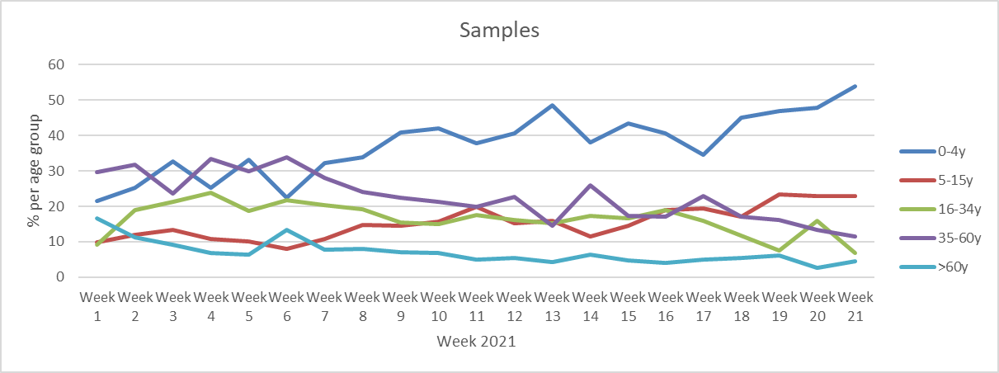 Samples
% per age group
60
50
40
30
20
10
0
Week Week Week Week Week Week Week Week Week Week Week Week Week Week Week Week Week Week Week Week Week
1 2 3 4 5 6 7 8 9 10 11 12 13 14 15 16 17 18 19 20 21
Week 2021
0-4y
5-15y
16-34y
35-60y
>60y